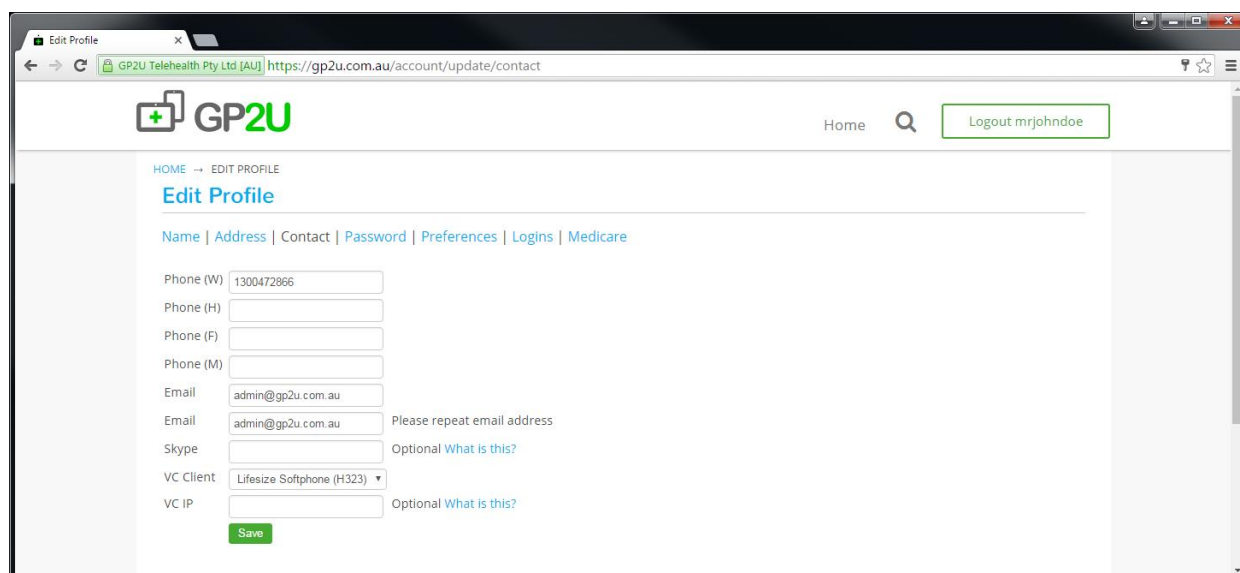 Edit Profile
GP2U Telehealth Pty Ltd [AU] https://gp2u.com.au/account/update/contact
GP2U
Home
Logout mrjohndoe
HOME → EDIT PROFILE
Edit Profile
Name | Address | Contact | Password | Preferences | Logins | Medicare
Phone (W) 1300472866
Phone (H)
Phone (F)
Phone (M)
Email admin@gp2u.com.au
Email admin@gp2u.com.au Please repeat email address
Skype Optional What is this?
VC Client Lifesize Softphone (H323)
VC IP Optional What is this?
Save